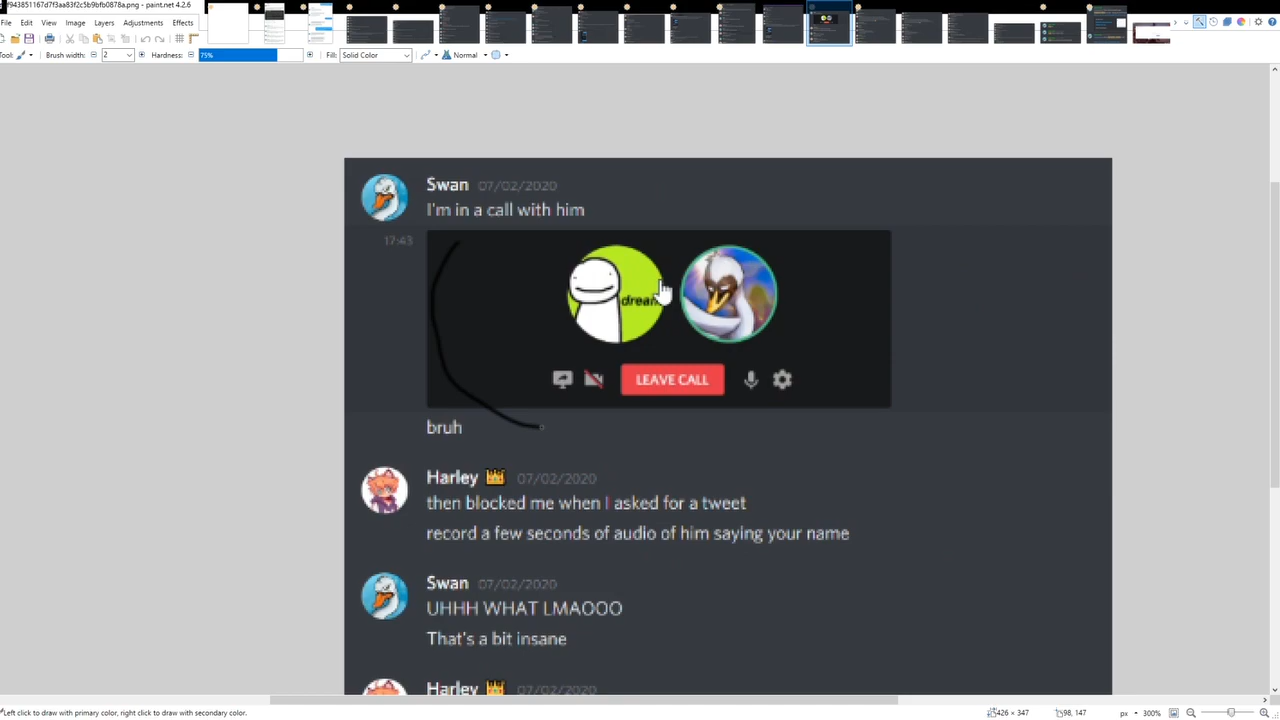 f943851167d7f3aa83f2c5b9bfb0878a.png - paint.net 4.2.6
File Edit View Image Layers Adjustments Effects
Tool: Brush width: 2 Hardness: 75% Fill: Solid Color Normal
Swan 07/02/2020
I'm in a call with him
17:43
dream
LEAVE CALL
bruh
Harley 07/02/2020
then blocked me when I asked for a tweet
record a few seconds of audio of him saying your name
Swan 07/02/2020
UHHH WHAT LMAOOO
That's a bit insane
Harley 07/02/2020
Left click to draw with primary color, right click to draw with secondary color.
426 × 347
98, 147
px
300%